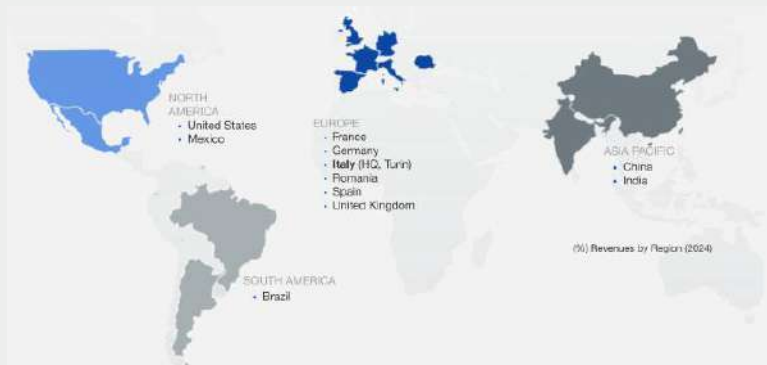 NORTH
AMERICA
• United States
• Mexico
EUROPE
• France
• Germany
• Italy (HQ, Turin)
• Romania
• Spain
• United Kingdom
ASIA PACIFIC
• China
• India
(%) Revenues by Region (2024)
SOUTH AMERICA
• Brazil